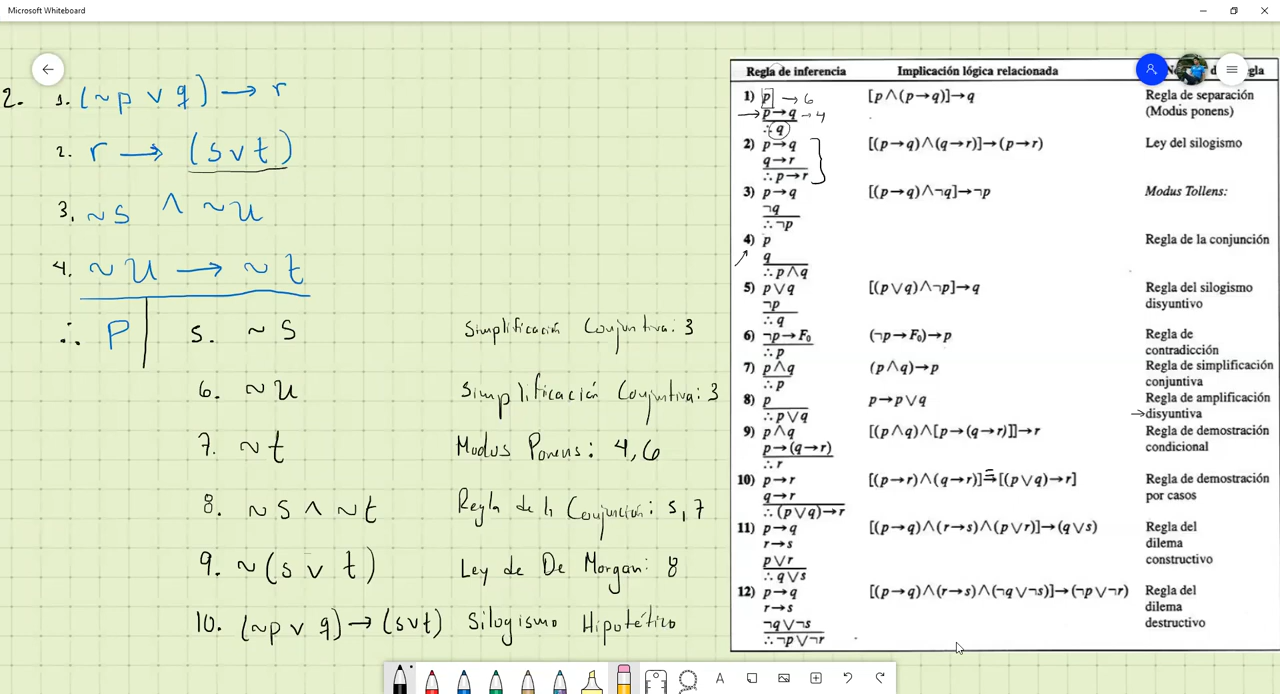 Microsoft Whiteboard
2. 1. (~p ∨ q) → r
2. r → (s ∨ t)
3. ~s ∧ ~u
4. ~u → ~t
∴ P
5. ~s Simplificación Conjuntiva: 3
6. ~u Simplificación Conjuntiva: 3
7. ~t Modus Ponens: 4, 6
8. ~s ∧ ~t Regla de la Conjunción: 5, 7
9. ~(s ∨ t) Ley de De Morgan: 8
10. (~p ∨ q) → (s ∨ t) Silogismo Hipotético
Regla de inferencia Implicación lógica relacionada
1) p → 6 [p∧(p→q)]→q Regla de separación
→ p→q → 4 (Modus ponens)
∴ q
2) p→q [(p→q)∧(q→r)]→(p→r) Ley del silogismo
q→r
∴ p→r
3) p→q [(p→q)∧¬q]→¬p Modus Tollens:
¬q
∴ ¬p
4) p Regla de la conjunción
q
∴ p∧q
5) p∨q [(p∨q)∧¬p]→q Regla del silogismo
¬p disyuntivo
∴ q
6) ¬p→F₀ (¬p→F₀)→p Regla de
∴ p contradicción
7) p∧q (p∧q)→p Regla de simplificación
∴ p conjuntiva
8) p p→p∨q Regla de amplificación
∴ p∨q → disyuntiva
9) p∧q [(p∧q)∧[p→(q→r)]]→r Regla de demostración
p→(q→r) condicional
∴ r
10) p→r [(p→r)∧(q→r)]→[(p∨q)→r] Regla de demostración
q→r por casos
∴ (p∨q)→r
11) p→q [(p→q)∧(r→s)∧(p∨r)]→(q∨s) Regla del
r→s dilema
p∨r constructivo
∴ q∨s
12) p→q [(p→q)∧(r→s)∧(¬q∨¬s)]→(¬p∨¬r) Regla del
r→s dilema
¬q∨¬s destructivo
∴ ¬p∨¬r